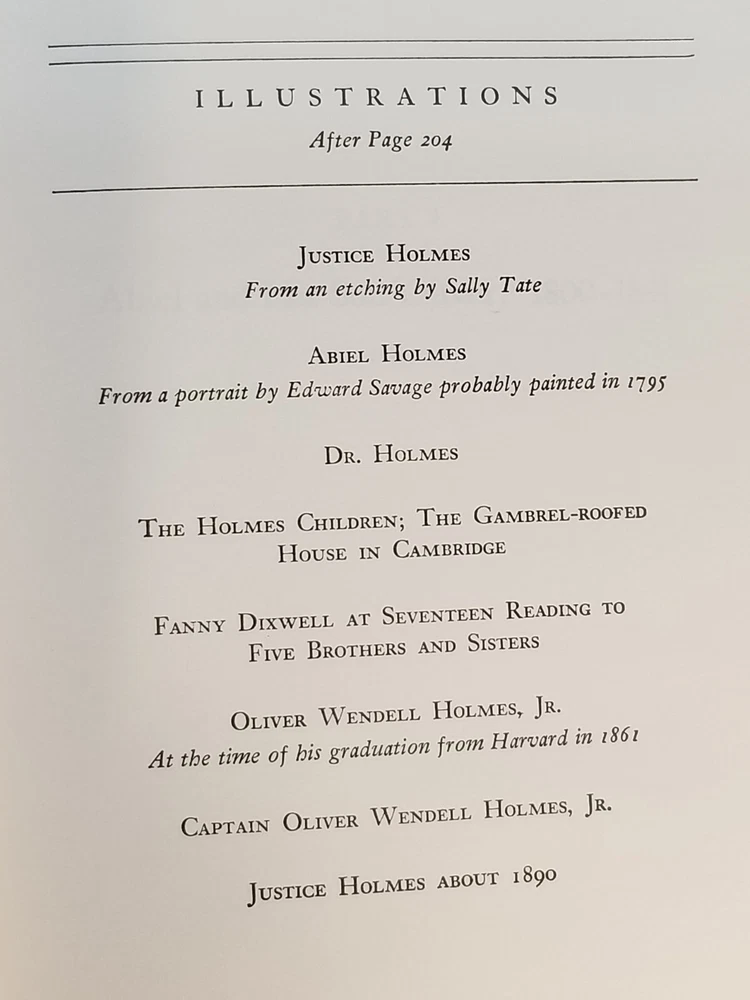 ILLUSTRATIONS
After Page 204
Justice Holmes
From an etching by Sally Tate
Abiel Holmes
From a portrait by Edward Savage probably painted in 1795
Dr. Holmes
The Holmes Children; The Gambrel-roofed
House in Cambridge
Fanny Dixwell at Seventeen Reading to
Five Brothers and Sisters
Oliver Wendell Holmes, Jr.
At the time of his graduation from Harvard in 1861
Captain Oliver Wendell Holmes, Jr.
Justice Holmes about 1890